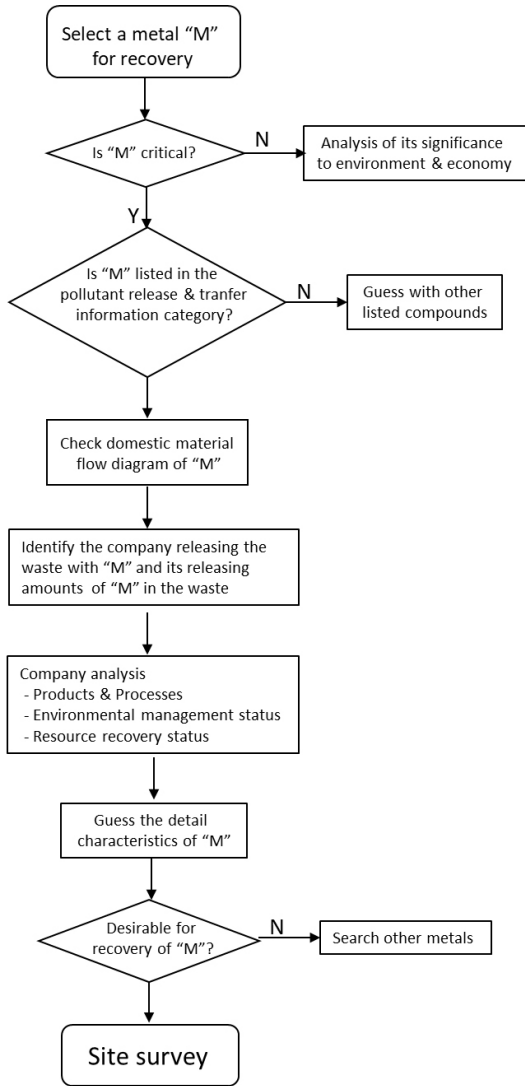 Select a metal “M”
for recovery
Is “M” critical?
N
Analysis of its significance
to environment & economy
Y
Is “M” listed in the
pollutant release & tranfer
information category?
N
Guess with other
listed compounds
Check domestic material
flow diagram of “M”
Identify the company releasing the
waste with “M” and its releasing
amounts of “M” in the waste
Company analysis
- Products & Processes
- Environmental management status
- Resource recovery status
Guess the detail
characteristics of “M”
Desirable for
recovery of “M”?
N
Search other metals
Site survey